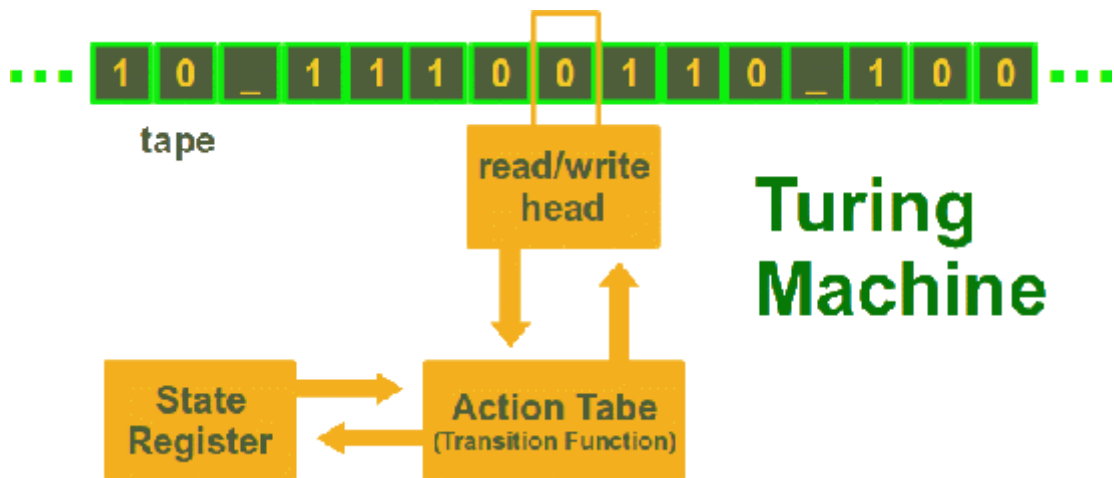 1 0 _ 1 1 1 0 0 1 1 0 _ 1 0 0
tape
read/write
head
Turing
Machine
State
Register
Action Tabe
(Transition Function)